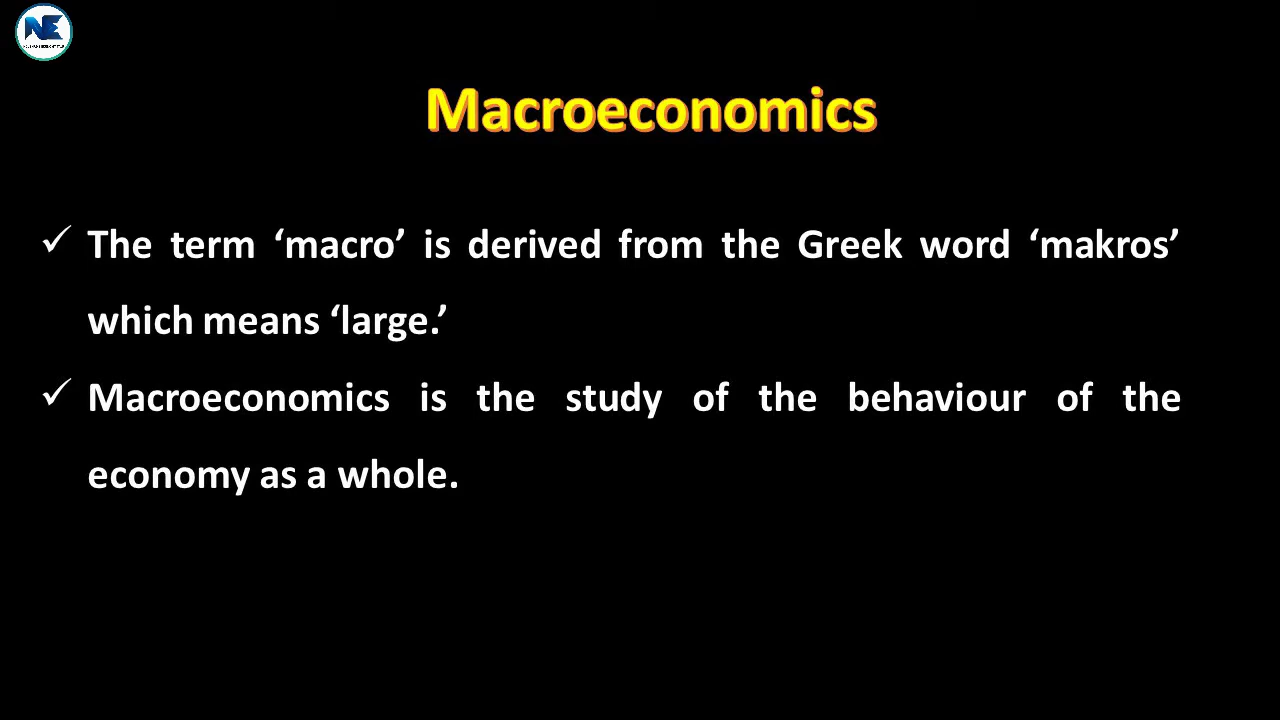 NE
Macroeconomics
✓ The term ‘macro’ is derived from the Greek word ‘makros’
which means ‘large.’
✓ Macroeconomics is the study of the behaviour of the
economy as a whole.